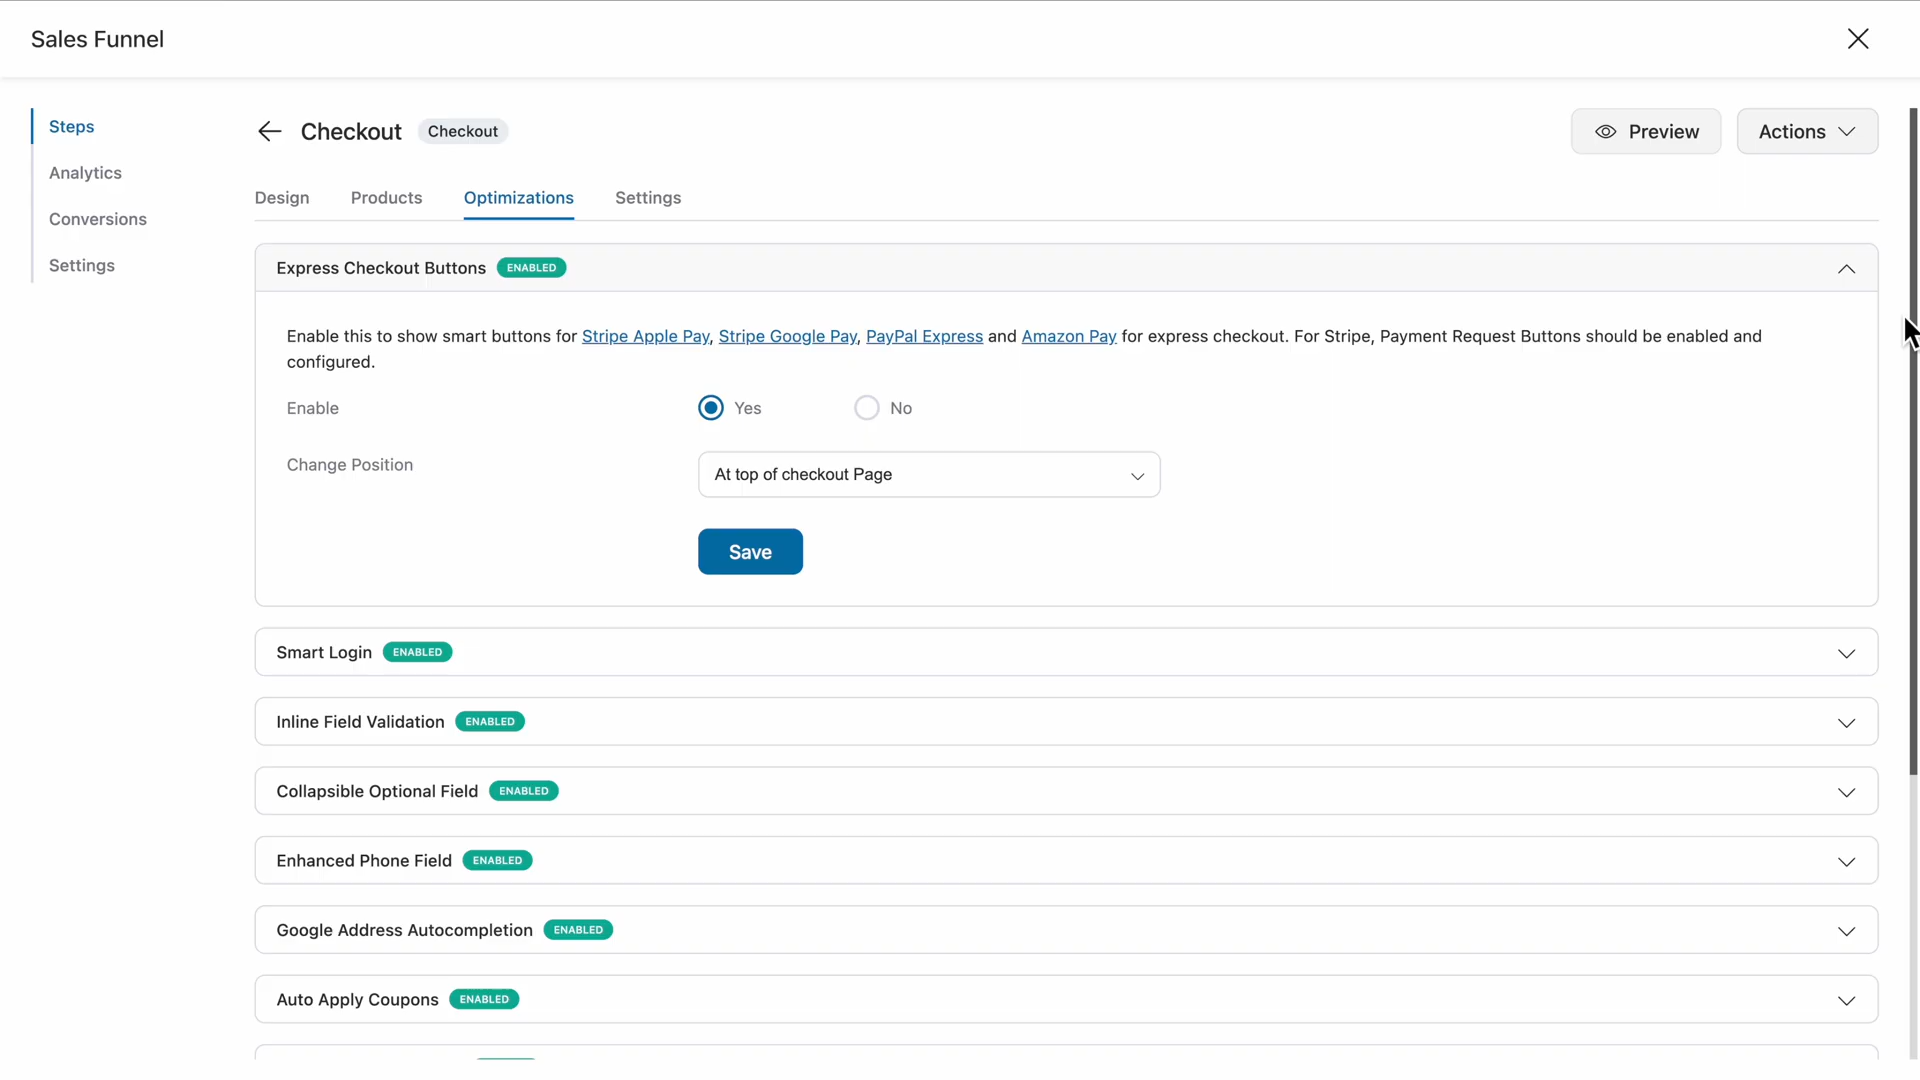 Sales Funnel
Steps
Analytics
Conversions
Settings
Checkout Checkout
Preview
Actions
Design Products Optimizations Settings
Express Checkout Buttons ENABLED
Enable this to show smart buttons for Stripe Apple Pay, Stripe Google Pay, PayPal Express and Amazon Pay for express checkout. For Stripe, Payment Request Buttons should be enabled and
configured.
Enable Yes No
Change Position At top of checkout Page
Save
Smart Login ENABLED
Inline Field Validation ENABLED
Collapsible Optional Field ENABLED
Enhanced Phone Field ENABLED
Google Address Autocompletion ENABLED
Auto Apply Coupons ENABLED